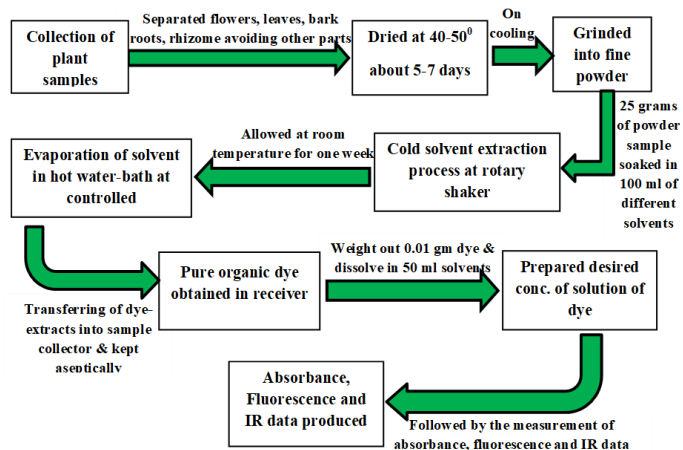 Collection of
plant
samples
Separated flowers, leaves, bark
roots, rhizome avoiding other parts
Dried at 40-50⁰
about 5-7 days
On
cooling
Grinded
into fine
powder
25 grams
of powder
sample
soaked in
100 ml of
different
solvents
Cold solvent extraction
process at rotary
shaker
Allowed at room
temperature for one week
Evaporation of solvent
in hot water-bath at
controlled
Transferring of dye-
extracts into sample
collector & kept
aseptically
Pure organic dye
obtained in receiver
Weight out 0.01 gm dye &
dissolve in 50 ml solvents
Prepared desired
conc. of solution of
dye
Followed by the measurement of
absorbance, fluorescence and IR data
Absorbance,
Fluorescence and
IR data produced